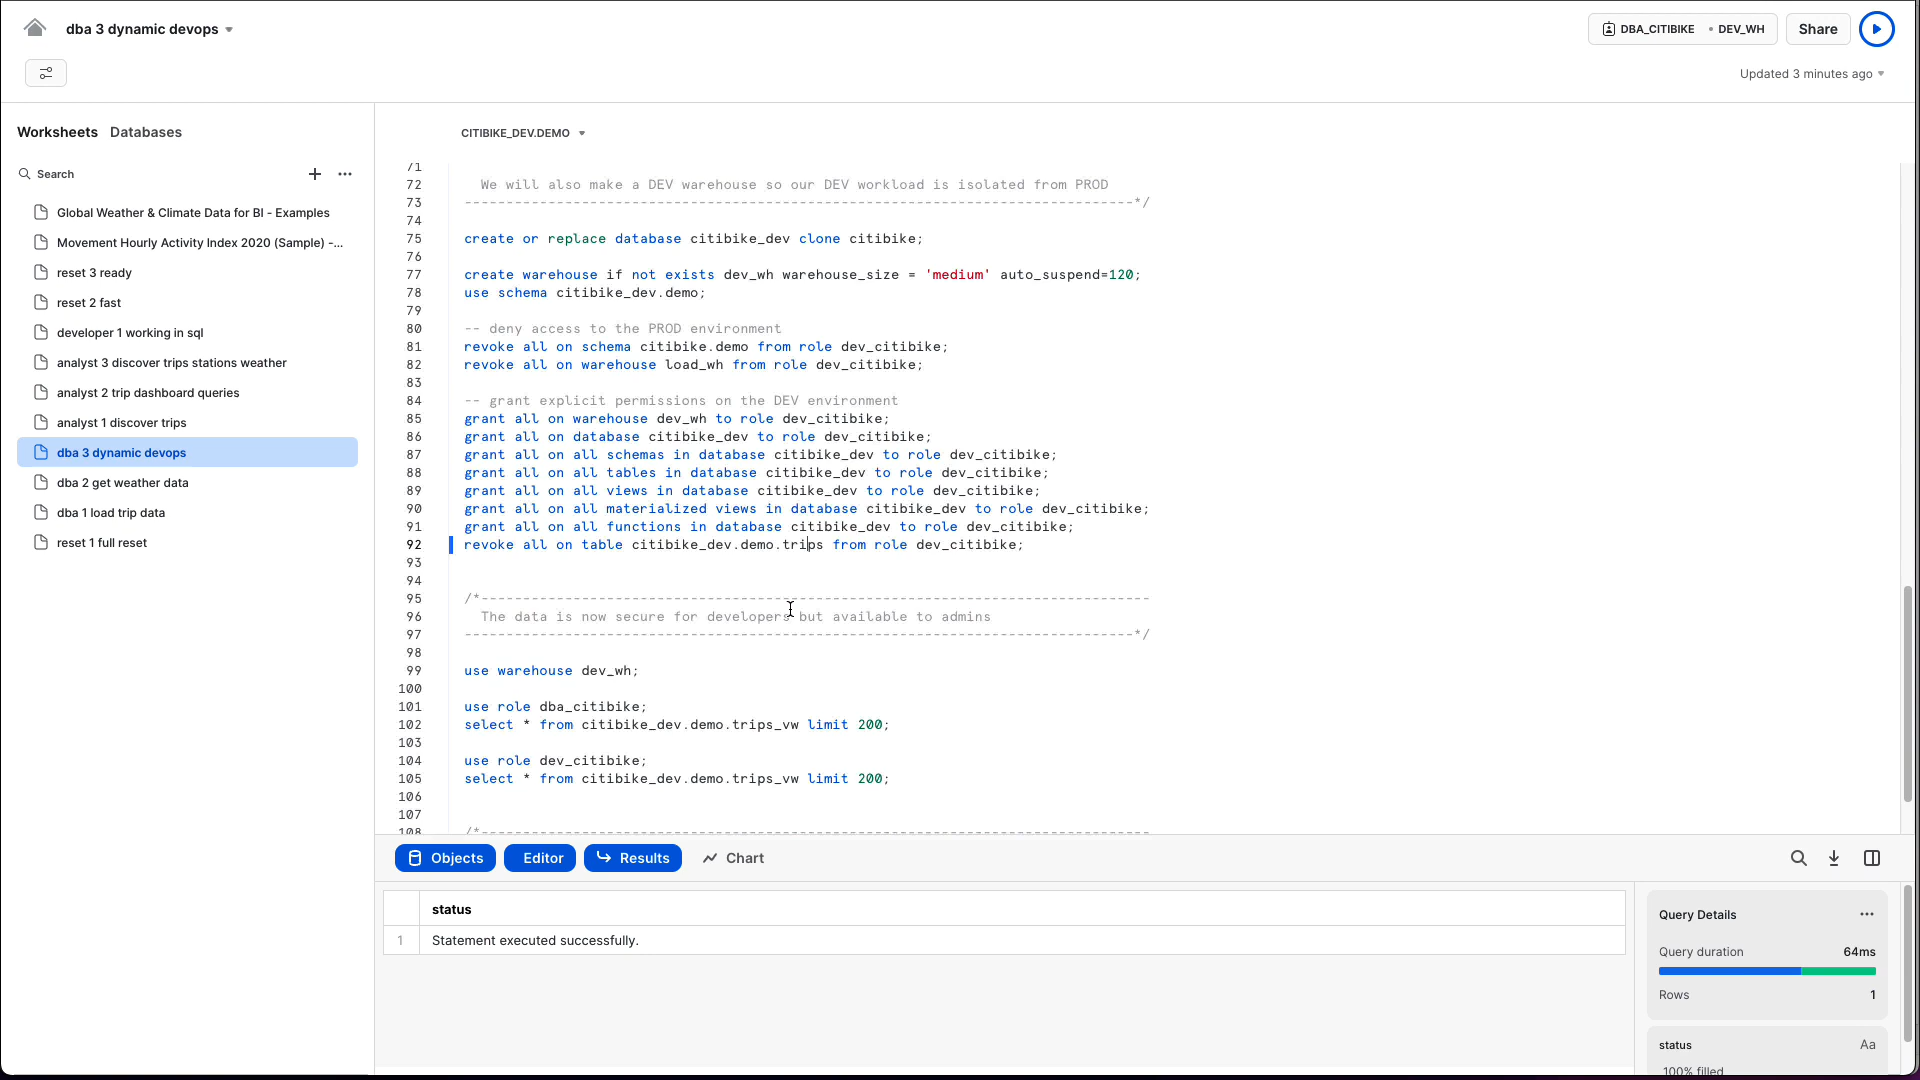 dba 3 dynamic devops
DBA_CITIBIKE • DEV_WH
Share
Updated 3 minutes ago
Worksheets Databases
Search
Global Weather & Climate Data for BI - Examples
Movement Hourly Activity Index 2020 (Sample) -...
reset 3 ready
reset 2 fast
developer 1 working in sql
analyst 3 discover trips stations weather
analyst 2 trip dashboard queries
analyst 1 discover trips
dba 3 dynamic devops
dba 2 get weather data
dba 1 load trip data
reset 1 full reset
CITIBIKE_DEV.DEMO
71
72 We will also make a DEV warehouse so our DEV workload is isolated from PROD
73 --------------------------------------------------------------------------------*/
74
75 create or replace database citibike_dev clone citibike;
76
77 create warehouse if not exists dev_wh warehouse_size = 'medium' auto_suspend=120;
78 use schema citibike_dev.demo;
79
80 -- deny access to the PROD environment
81 revoke all on schema citibike.demo from role dev_citibike;
82 revoke all on warehouse load_wh from role dev_citibike;
83
84 -- grant explicit permissions on the DEV environment
85 grant all on warehouse dev_wh to role dev_citibike;
86 grant all on database citibike_dev to role dev_citibike;
87 grant all on all schemas in database citibike_dev to role dev_citibike;
88 grant all on all tables in database citibike_dev to role dev_citibike;
89 grant all on all views in database citibike_dev to role dev_citibike;
90 grant all on all materialized views in database citibike_dev to role dev_citibike;
91 grant all on all functions in database citibike_dev to role dev_citibike;
92 revoke all on table citibike_dev.demo.trips from role dev_citibike;
93
94
95 /*--------------------------------------------------------------------------------
96 The data is now secure for developers but available to admins
97 --------------------------------------------------------------------------------*/
98
99 use warehouse dev_wh;
100
101 use role dba_citibike;
102 select * from citibike_dev.demo.trips_vw limit 200;
103
104 use role dev_citibike;
105 select * from citibike_dev.demo.trips_vw limit 200;
106
107
108 /*--------------------------------------------------------------------------------
Objects Editor Results Chart
status
1 Statement executed successfully.
Query Details ...
Query duration 64ms
Rows 1
status Aa
100% filled